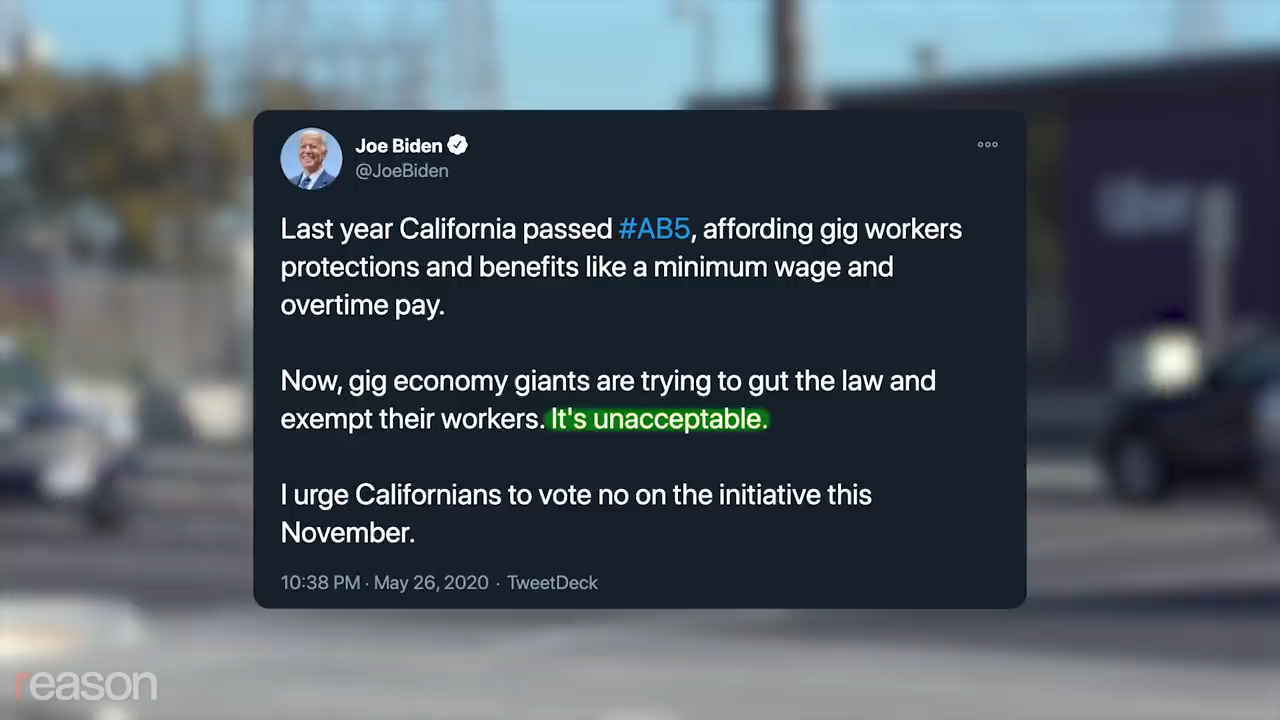 Joe Biden
@JoeBiden
Last year California passed #AB5, affording gig workers
protections and benefits like a minimum wage and
overtime pay.
Now, gig economy giants are trying to gut the law and
exempt their workers. It's unacceptable.
I urge Californians to vote no on the initiative this
November.
10:38 PM · May 26, 2020 · TweetDeck
reason